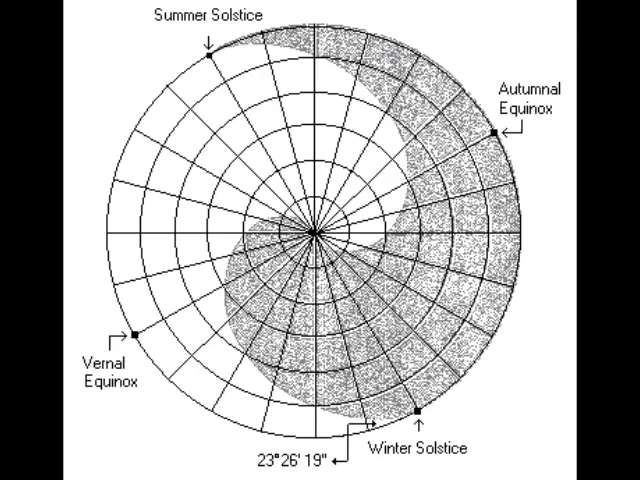 Summer Solstice
Autumnal
Equinox
Vernal
Equinox
Winter Solstice
23°26' 19"